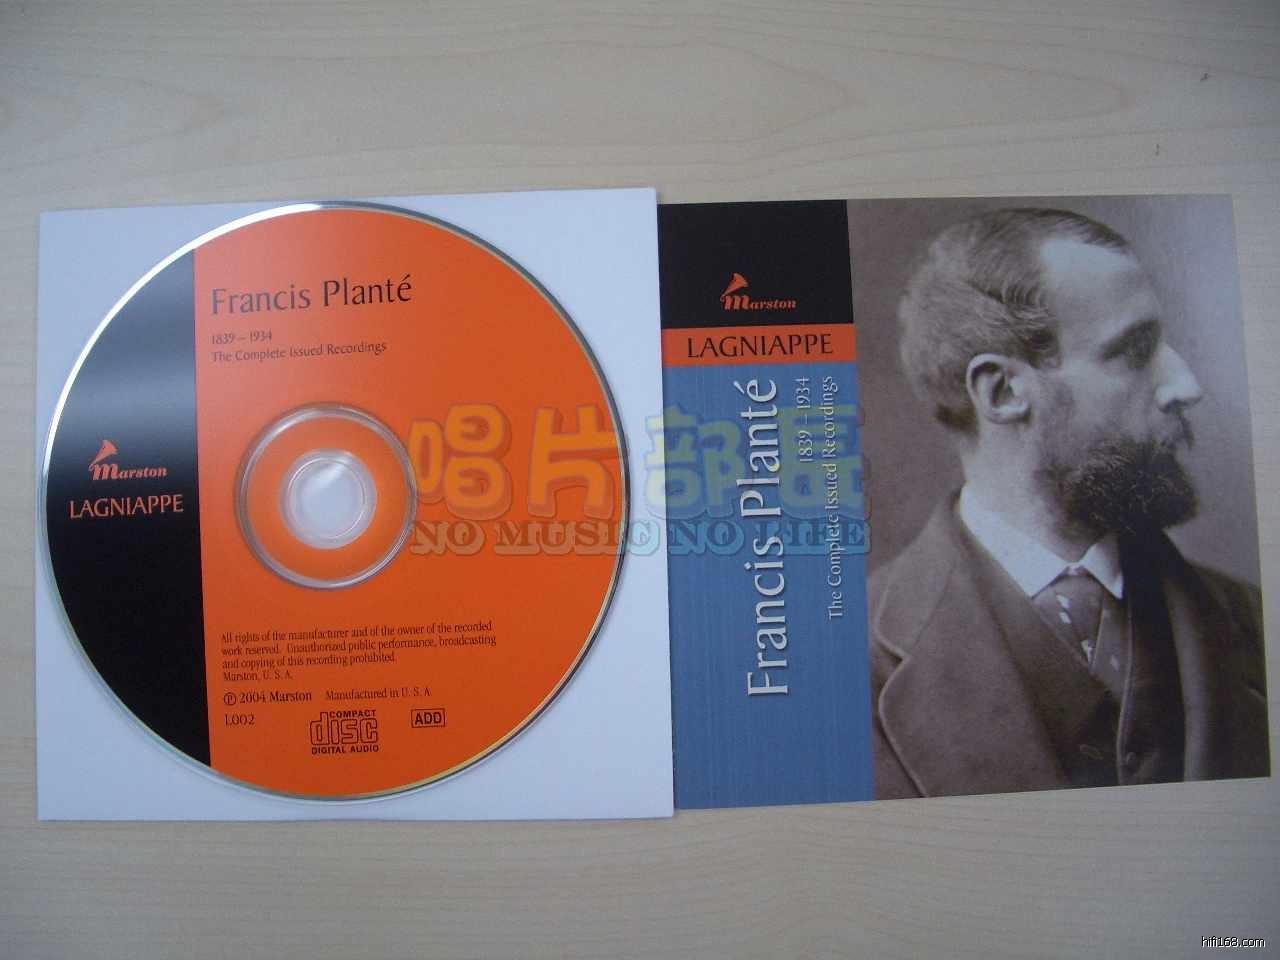 Francis Planté
1839 – 1934
The Complete Issued Recordings
Marston
LAGNIAPPE
All rights of the manufacturer and of the owner of the recorded
work reserved. Unauthorized public performance, broadcasting
and copying of this recording prohibited.
Marston, U. S. A.
Ⓟ 2004 Marston Manufactured in U. S. A.
L002
COMPACT
disc
DIGITAL AUDIO
ADD
Marston
LAGNIAPPE
Francis Planté
1839 – 1934
The Complete Issued Recordings
唱片部長
NO MUSIC NO LIFE
hifi168.com